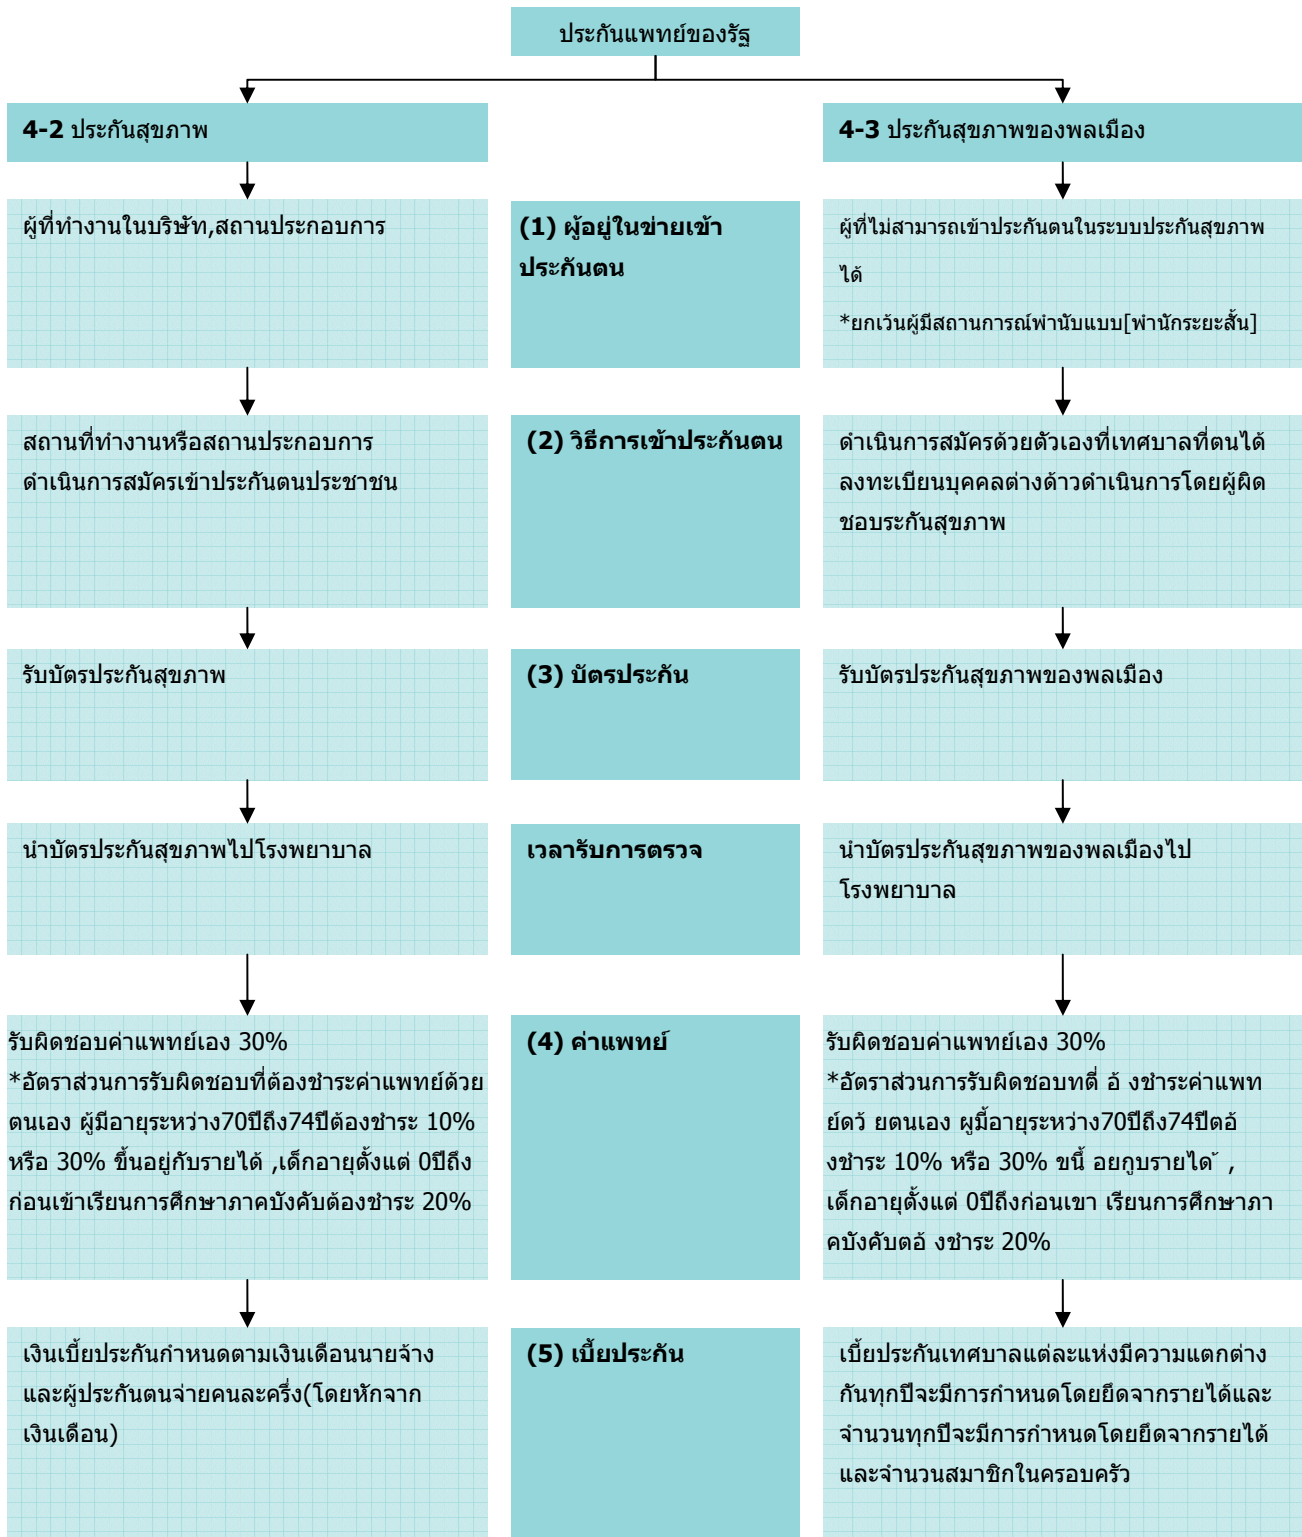 ประกันแพทย์ของรัฐ
4-2 ประกันสุขภาพ
4-3 ประกันสุขภาพของพลเมือง
ผู้ที่ทำงานในบริษัท,สถานประกอบการ
(1) ผู้อยู่ในข่ายเข้า
ประกันตน
ผู้ที่ไม่สามารถเข้าประกันตนในระบบประกันสุขภาพ
ได้
*ยกเว้นผู้มีสถานการณ์พำนับแบบ[พำนักระยะสั้น]
สถานที่ทำงานหรือสถานประกอบการ
ดำเนินการสมัครเข้าประกันตนประชาชน
(2) วิธีการเข้าประกันตน
ดำเนินการสมัครด้วยตัวเองที่เทศบาลที่ตนได้
ลงทะเบียนบุคคลต่างด้าวดำเนินการโดยผู้ผิด
ชอบระกันสุขภาพ
รับบัตรประกันสุขภาพ
(3) บัตรประกัน
รับบัตรประกันสุขภาพของพลเมือง
นำบัตรประกันสุขภาพไปโรงพยาบาล
เวลารับการตรวจ
นำบัตรประกันสุขภาพของพลเมืองไป
โรงพยาบาล
รับผิดชอบค่าแพทย์เอง 30%
*อัตราส่วนการรับผิดชอบที่ต้องชำระค่าแพทย์ด้วย
ตนเอง ผู้มีอายุระหว่าง70ปีถึง74ปีต้องชำระ 10%
หรือ 30% ขึ้นอยู่กับรายได้ ,เด็กอายุตั้งแต่ 0ปีถึง
ก่อนเข้าเรียนการศึกษาภาคบังคับต้องชำระ 20%
(4) ค่าแพทย์
รับผิดชอบค่าแพทย์เอง 30%
*อัตราส่วนการรับผิดชอบทตี่ อ้ งชำระค่าแพท
ย์ดว้ ยตนเอง ผูมี้อายุระหว่าง70ปีถึง74ปีตอ้
งชำระ 10% หรือ 30% ขนึ้ อยกูบรายได ้ ,
เด็กอายุตั้งแต่ 0ปีถึงก่อนเขา เรียนการศึกษาภา
คบังคับตอ้ งชำระ 20%
เงินเบี้ยประกันกำหนดตามเงินเดือนนายจ้าง
และผู้ประกันตนจ่ายคนละครึ่ง(โดยหักจาก
เงินเดือน)
(5) เบี้ยประกัน
เบี้ยประกันเทศบาลแต่ละแห่งมีความแตกต่าง
กันทุกปีจะมีการกำหนดโดยยึดจากรายได้และ
จำนวนทุกปีจะมีการกำหนดโดยยึดจากรายได้
และจำนวนสมาชิกในครอบครัว